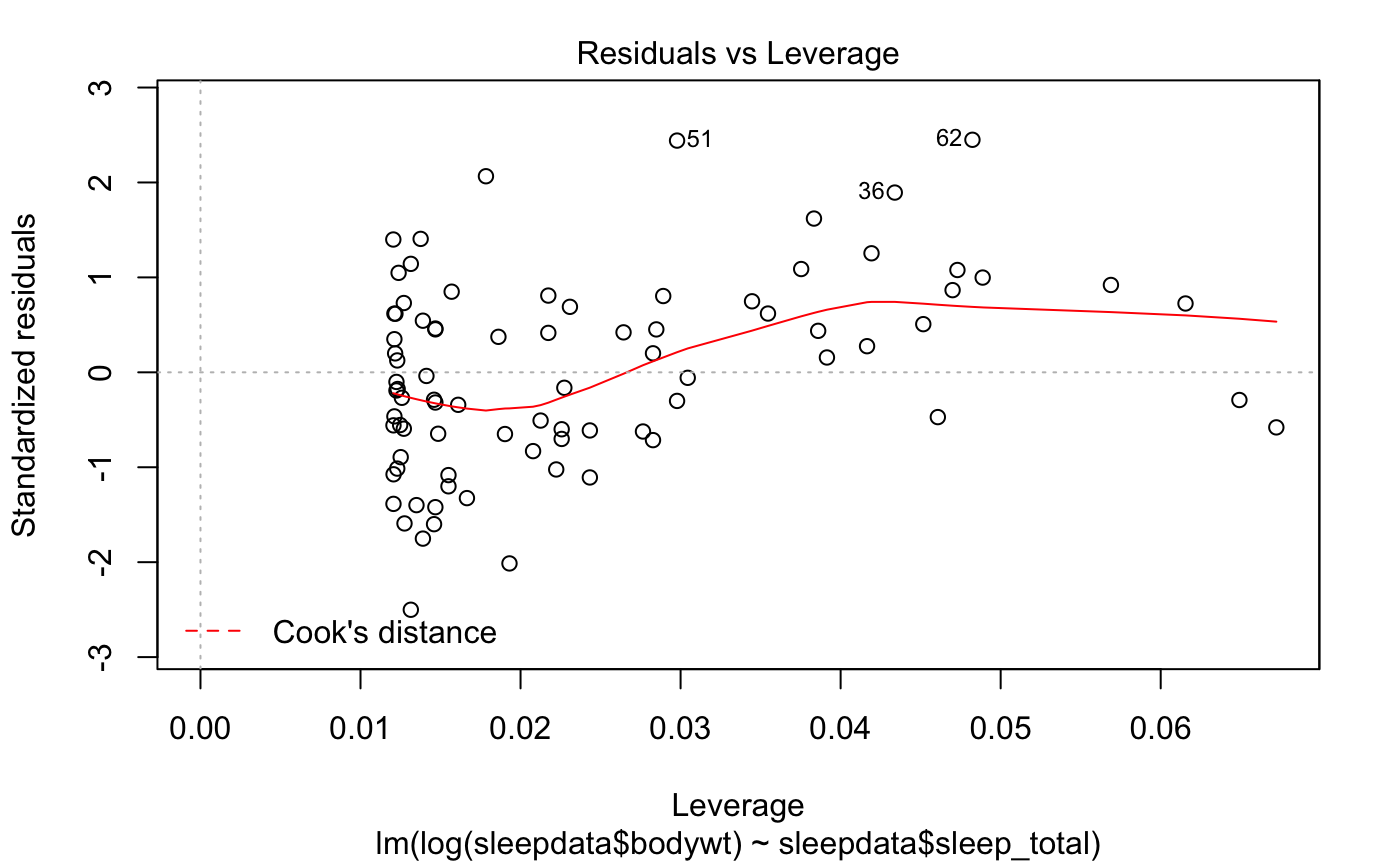 Residuals vs Leverage
Standardized residuals
3
2
1
0
-1
-2
-3
51
62
36
Cook's distance
0.00 0.01 0.02 0.03 0.04 0.05 0.06
Leverage
lm(log(sleepdata$bodywt) ~ sleepdata$sleep_total)